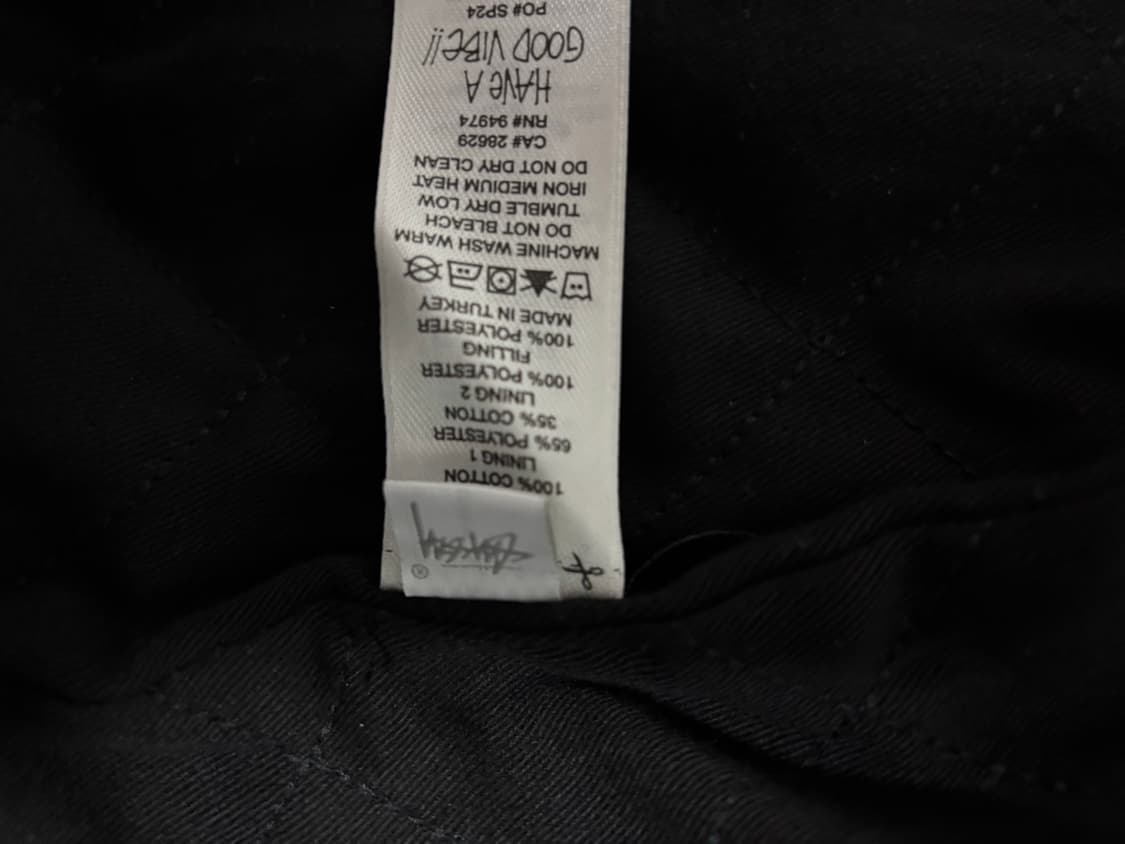 Stüssy ®
100% COTTON
LINING 1
65% POLYESTER
35% COTTON
LINING 2
100% POLYESTER
FILLING
100% POLYESTER
MADE IN TURKEY
MACHINE WASH WARM
DO NOT BLEACH
TUMBLE DRY LOW
IRON MEDIUM HEAT
DO NOT DRY CLEAN
CA# 28629
RN# 94974
HAVE A
GOOD VIBE!!
PO# SP24